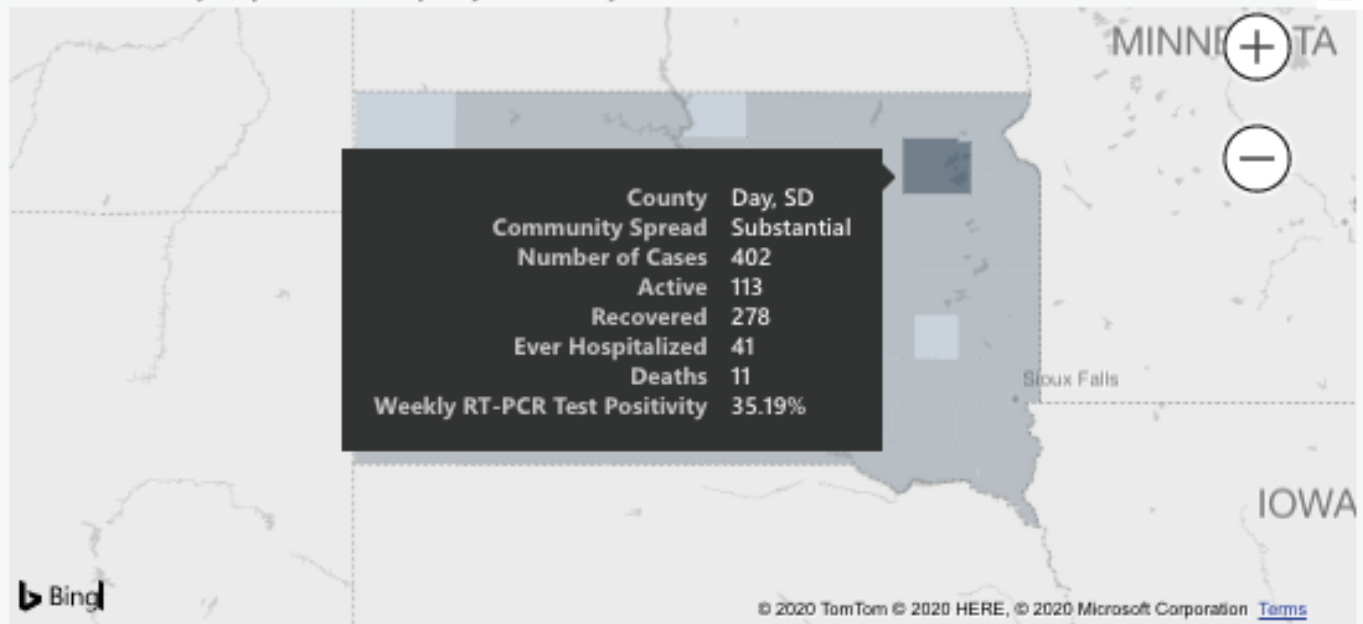 MINNE TA
County Day, SD
Community Spread Substantial
Number of Cases 402
Active 113
Recovered 278
Ever Hospitalized 41
Deaths 11
Weekly RT-PCR Test Positivity 35.19%
Sioux Falls
IOWA
Bing
© 2020 TomTom © 2020 HERE, © 2020 Microsoft Corporation Terms